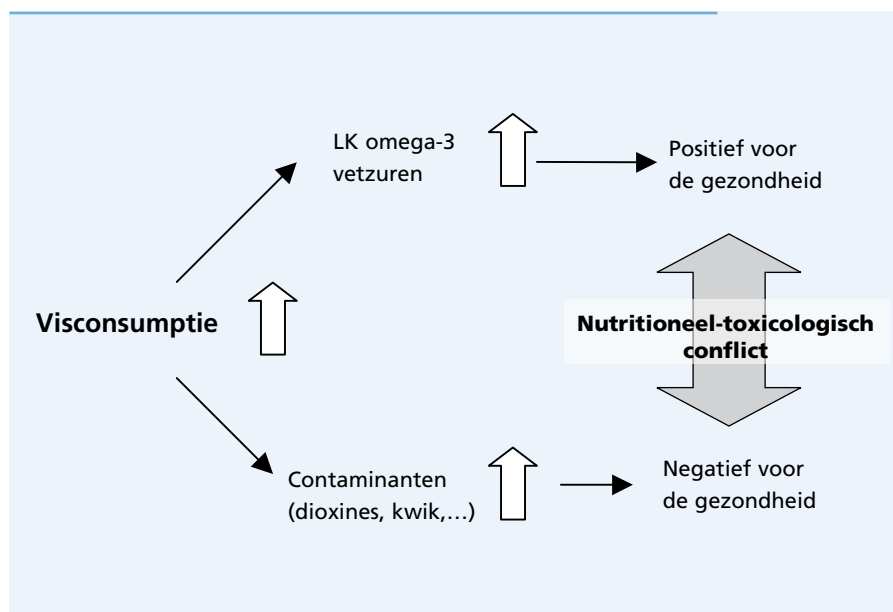 LK omega-3
vetzuren
Positief voor
de gezondheid
Visconsumptie
Nutritioneel-toxicologisch
conflict
Contaminanten
(dioxines, kwik,…)
Negatief voor
de gezondheid